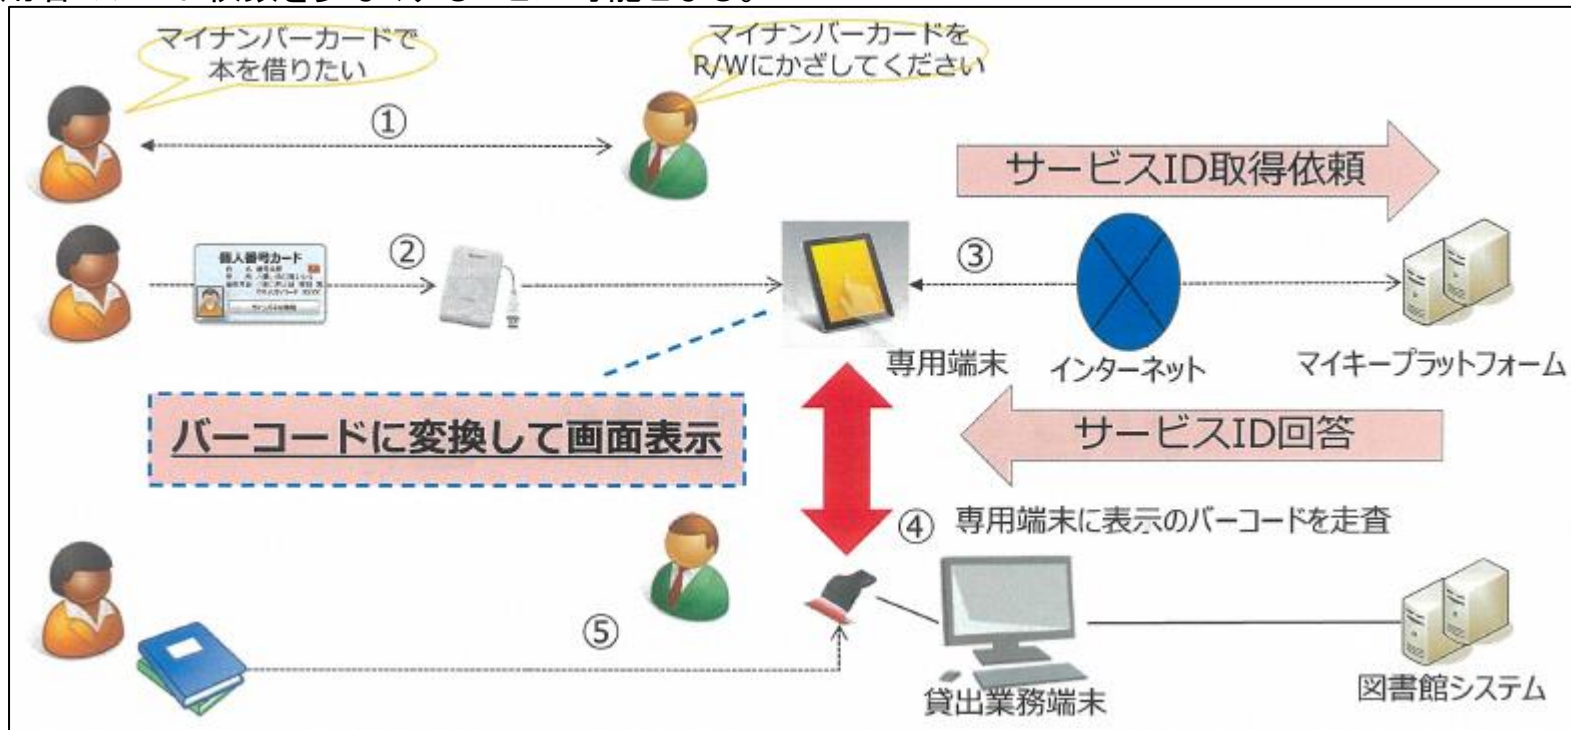 マイナンバーカードで
本を借りたい
マイナンバーカードを
R/Wにかざしてください
①
サービスID取得依頼
個人番号カード
②
③
専用端末
インターネット
マイキープラットフォーム
バーコードに変換して画面表示
サービスID回答
④
専用端末に表示のバーコードを走査
⑤
貸出業務端末
図書館システム